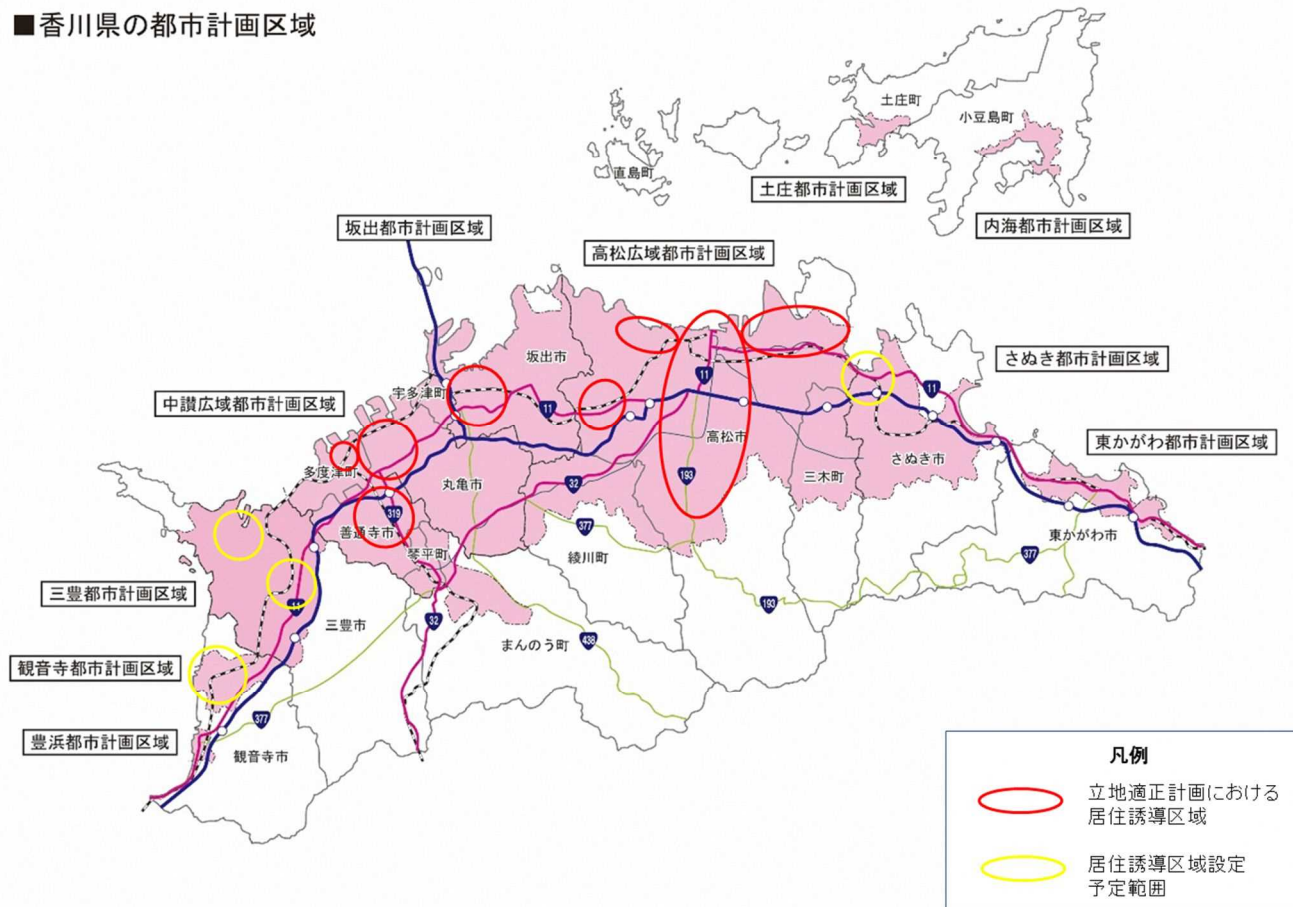 ■香川県の都市計画区域
土庄町
小豆島町
直島町
土庄都市計画区域
内海都市計画区域
坂出都市計画区域
高松広域都市計画区域
さぬき都市計画区域
坂出市
宇多津町
11
11
中讃広域都市計画区域
11
高松市
東かがわ都市計画区域
多度津町
丸亀市
さぬき市
三木町
32
193
319
善通寺市
377
琴平町
綾川町
東かがわ市
377
三豊都市計画区域
11
193
三豊市
32
まんのう町
438
観音寺都市計画区域
377
豊浜都市計画区域
観音寺市
凡例
立地適正計画における
居住誘導区域
居住誘導区域設定
予定範囲